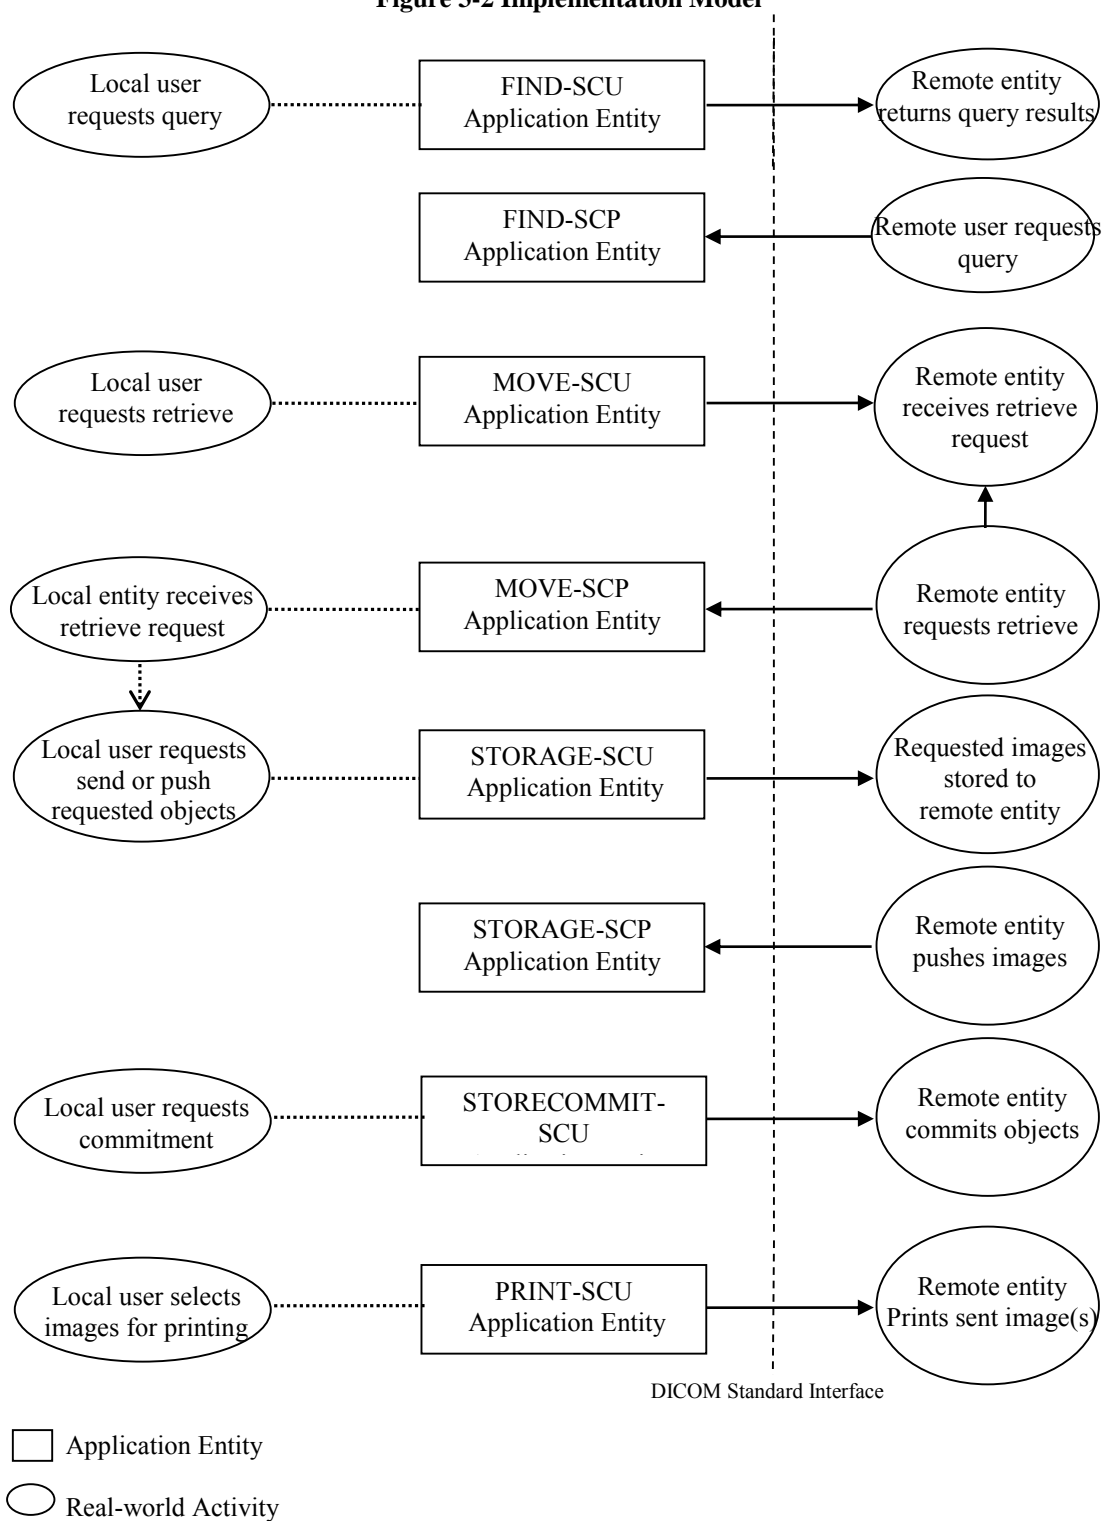 Figure 3-2 Implementation Model
Local user
requests query
FIND-SCU
Application Entity
Remote entity
returns query results
FIND-SCP
Application Entity
Remote user requests
query
Local user
requests retrieve
MOVE-SCU
Application Entity
Remote entity
receives retrieve
request
Local entity receives
retrieve request
MOVE-SCP
Application Entity
Remote entity
requests retrieve
Local user requests
send or push
requested objects
STORAGE-SCU
Application Entity
Requested images
stored to
remote entity
STORAGE-SCP
Application Entity
Remote entity
pushes images
Local user requests
commitment
STORECOMMIT-
SCU
Remote entity
commits objects
Local user selects
images for printing
PRINT-SCU
Application Entity
Remote entity
Prints sent image(s)
DICOM Standard Interface
Application Entity
Real-world Activity